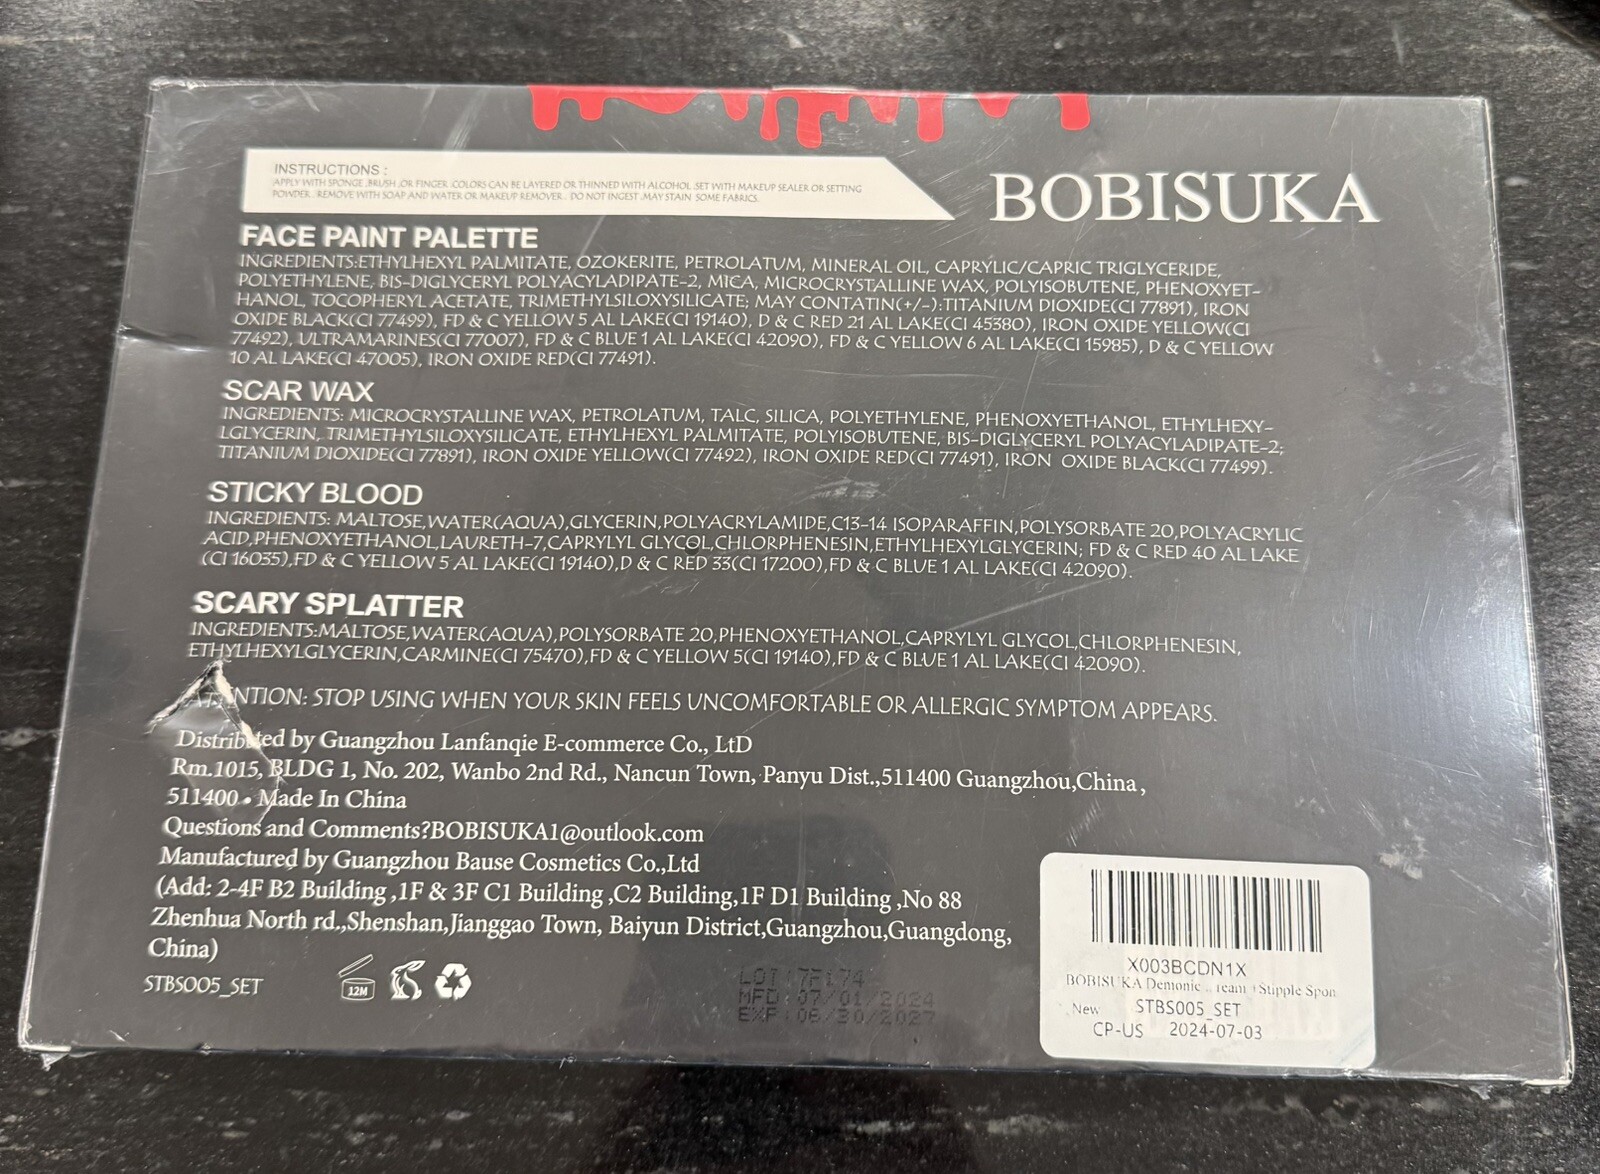 INSTRUCTIONS :
APPLY WITH SPONGE ,BRUSH ,OR FINGER .COLORS CAN BE LAYERED OR THINNED WITH ALCOHOL .SET WITH MAKEUP SEALER OR SETTING
POWDER . REMOVE WITH SOAP AND WATER OR MAKEUP REMOVER . DO NOT INGEST .MAY STAIN SOME FABRICS.
BOBISUKA
FACE PAINT PALETTE
INGREDIENTS:ETHYLHEXYL PALMITATE, OZOKERITE, PETROLATUM, MINERAL OIL, CAPRYLIC/CAPRIC TRIGLYCERIDE,
POLYETHYLENE, BIS-DIGLYCERYL POLYACYLADIPATE-2, MICA, MICROCRYSTALLINE WAX, POLYISOBUTENE, PHENOXYET-
HANOL, TOCOPHERYL ACETATE, TRIMETHYLSILOXYSILICATE; MAY CONTATIN(+/-):TITANIUM DIOXIDE(CI 77891), IRON
OXIDE BLACK(CI 77499), FD & C YELLOW 5 AL LAKE(CI 19140), D & C RED 21 AL LAKE(CI 45380), IRON OXIDE YELLOW(CI
77492), ULTRAMARINES(CI 77007), FD & C BLUE 1 AL LAKE(CI 42090), FD & C YELLOW 6 AL LAKE(CI 15985), D & C YELLOW
10 AL LAKE(CI 47005), IRON OXIDE RED(CI 77491).
SCAR WAX
INGREDIENTS: MICROCRYSTALLINE WAX, PETROLATUM, TALC, SILICA, POLYETHYLENE, PHENOXYETHANOL, ETHYLHEXY-
LGLYCERIN, TRIMETHYLSILOXYSILICATE, ETHYLHEXYL PALMITATE, POLYISOBUTENE, BIS-DIGLYCERYL POLYACYLADIPATE-2;
TITANIUM DIOXIDE(CI 77891), IRON OXIDE YELLOW(CI 77492), IRON OXIDE RED(CI 77491), IRON OXIDE BLACK(CI 77499).
STICKY BLOOD
INGREDIENTS: MALTOSE,WATER(AQUA),GLYCERIN,POLYACRYLAMIDE,C13-14 ISOPARAFFIN,POLYSORBATE 20,POLYACRYLIC
ACID,PHENOXYETHANOL,LAURETH-7,CAPRYLYL GLYCOL,CHLORPHENESIN,ETHYLHEXYLGLYCERIN; FD & C RED 40 AL LAKE
(CI 16035),FD & C YELLOW 5 AL LAKE(CI 19140),D & C RED 33(CI 17200),FD & C BLUE 1 AL LAKE(CI 42090).
SCARY SPLATTER
INGREDIENTS:MALTOSE,WATER(AQUA),POLYSORBATE 20,PHENOXYETHANOL,CAPRYLYL GLYCOL,CHLORPHENESIN,
ETHYLHEXYLGLYCERIN,CARMINE(CI 75470),FD & C YELLOW 5(CI 19140),FD & C BLUE 1 AL LAKE(CI 42090).
ATTENTION: STOP USING WHEN YOUR SKIN FEELS UNCOMFORTABLE OR ALLERGIC SYMPTOM APPEARS.
Distributed by Guangzhou Lanfanqie E-commerce Co., LtD
Rm.1015, BLDG 1, No. 202, Wanbo 2nd Rd., Nancun Town, Panyu Dist.,511400 Guangzhou,China,
511400 • Made In China
Questions and Comments?BOBISUKA1@outlook.com
Manufactured by Guangzhou Bause Cosmetics Co.,Ltd
(Add: 2-4F B2 Building ,1F & 3F C1 Building ,C2 Building,1F D1 Building ,No 88
Zhenhua North rd.,Shenshan,Jianggao Town, Baiyun District,Guangzhou,Guangdong,
China)
STBS005_SET
12M
LOT:
MFD:07/01/2024
EXP:06/30/2027
X003BCDN1X
BOBISUKA Demonic .. ream +Stipple Spon
New STBS005_SET
CP-US 2024-07-03